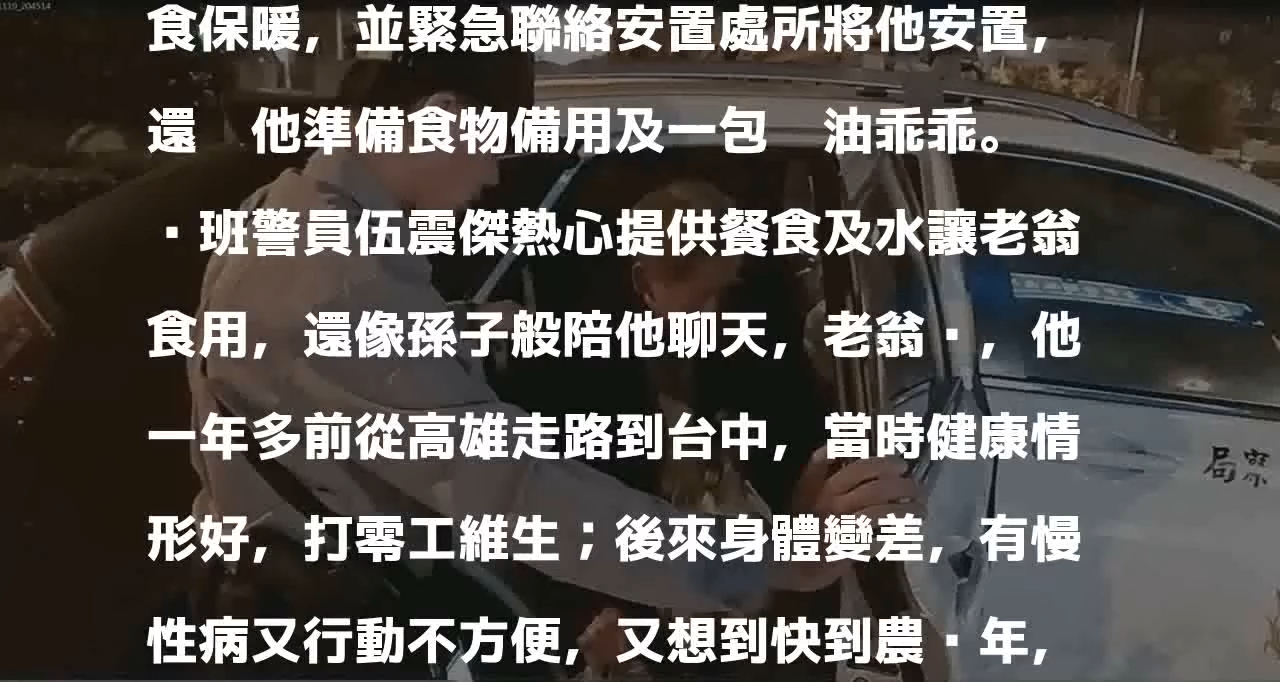 1119_204514
食保暖，並緊急聯絡安置處所將他安置，
還　他準備食物備用及一包　油乖乖。
▪班警員伍震傑熱心提供餐食及水讓老翁
食用，還像孫子般陪他聊天，老翁▪，他
一年多前從高雄走路到台中，當時健康情
形好，打零工維生；後來身體變差，有慢
性病又行動不方便，又想到快到農▪年，
局察